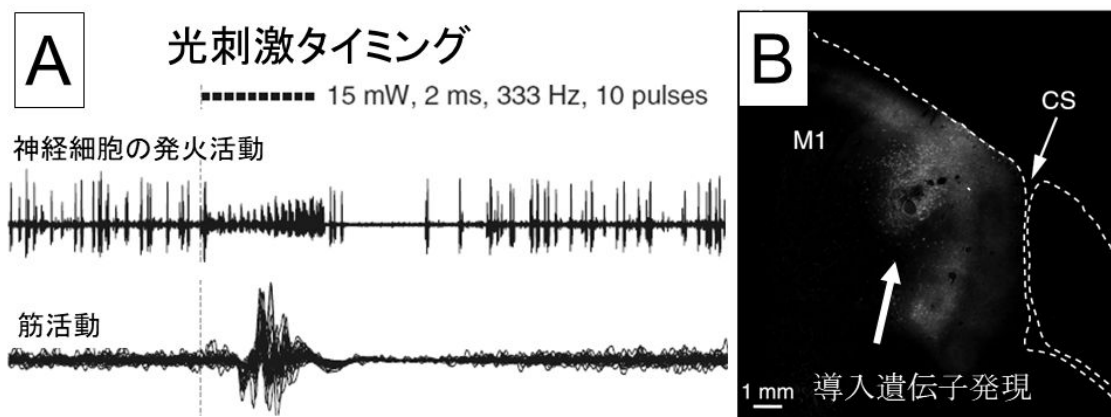 A
光刺激タイミング
15 mW, 2 ms, 333 Hz, 10 pulses
神経細胞の発火活動
筋活動
B
CS
M1
導入遺伝子発現
1 mm